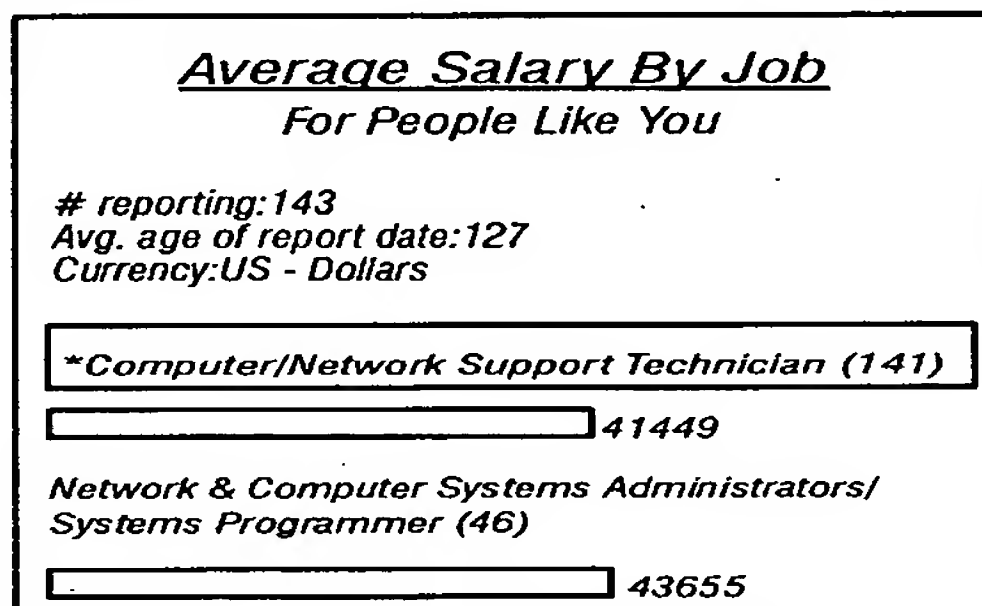 Average Salary By Job
For People Like You
# reporting:143
Avg. age of report date:127
Currency:US - Dollars
*Computer/Network Support Technician (141)
41449
Network & Computer Systems Administrators/
Systems Programmer (46)
43655